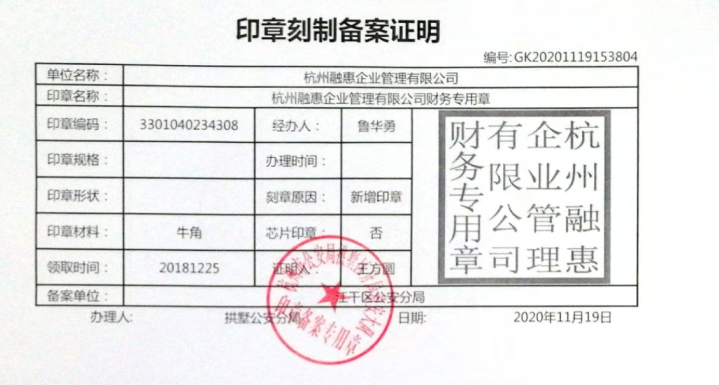 印章刻制备案证明
编号:GK20201119153804
单位名称： 杭州融惠企业管理有限公司
印章名称： 杭州融惠企业管理有限公司财务专用章
印章编码： 3301040234308 经办人： 鲁华勇
印章规格： 办理时间：
印章形状： 刻章原因： 新增印章
印章材料： 牛角 芯片印章： 否
领取时间： 20181225 证明人： 王方圆
杭州融惠
企业管理
有限公司
财务专用章
备案单位： 江干区公安分局
办理人: 拱墅公安分局 日期: 2020年11月19日
印章备案专用章